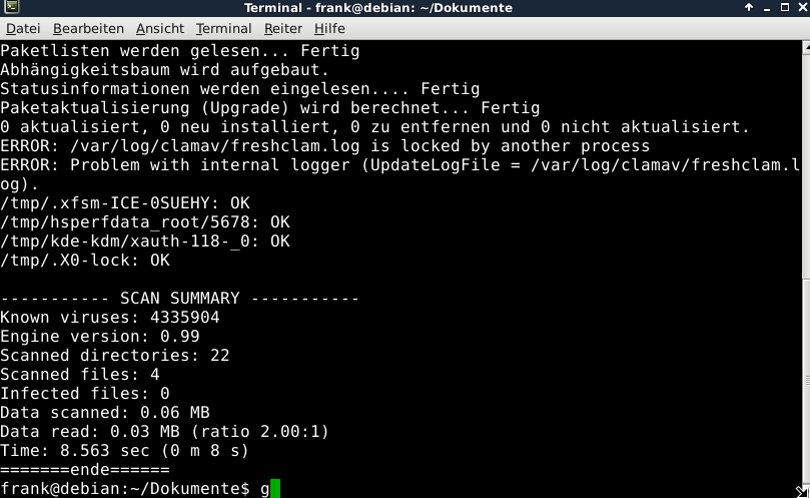 Terminal - frank@debian: ~/Dokumente
Datei Bearbeiten Ansicht Terminal Reiter Hilfe
Paketlisten werden gelesen... Fertig
Abhängigkeitsbaum wird aufgebaut.
Statusinformationen werden eingelesen.... Fertig
Paketaktualisierung (Upgrade) wird berechnet... Fertig
0 aktualisiert, 0 neu installiert, 0 zu entfernen und 0 nicht aktualisiert.
ERROR: /var/log/clamav/freshclam.log is locked by another process
ERROR: Problem with internal logger (UpdateLogFile = /var/log/clamav/freshclam.l
og).
/tmp/.xfsm-ICE-0SUEHY: OK
/tmp/hsperfdata_root/5678: OK
/tmp/kde-kdm/xauth-118-_0: OK
/tmp/.X0-lock: OK
----------- SCAN SUMMARY -----------
Known viruses: 4335904
Engine version: 0.99
Scanned directories: 22
Scanned files: 4
Infected files: 0
Data scanned: 0.06 MB
Data read: 0.03 MB (ratio 2.00:1)
Time: 8.563 sec (0 m 8 s)
=======ende======
frank@debian:~/Dokumente$ g